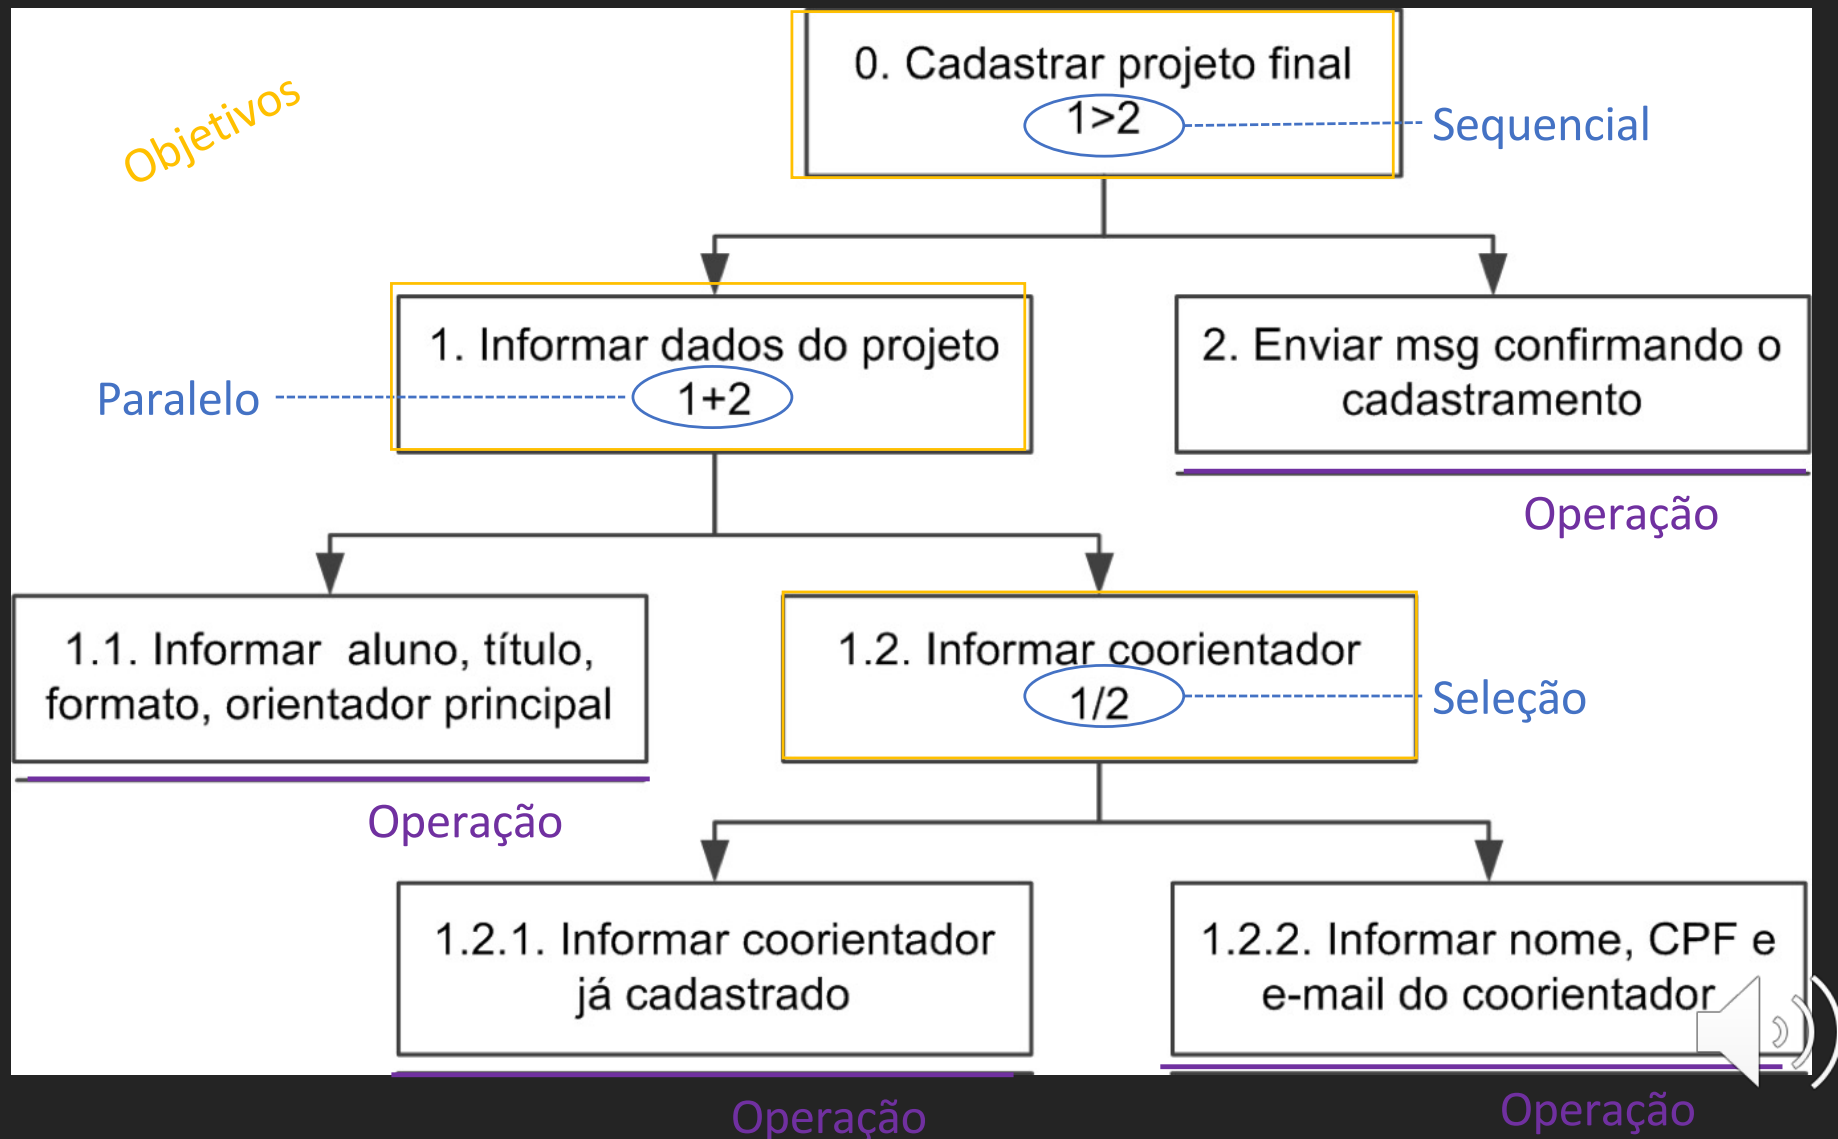 Objetivos
0. Cadastrar projeto final
1>2
Sequencial
1. Informar dados do projeto
1+2
Paralelo
2. Enviar msg confirmando o
cadastramento
Operação
1.1. Informar aluno, título,
formato, orientador principal
Operação
1.2. Informar coorientador
1/2
Seleção
1.2.1. Informar coorientador
já cadastrado
Operação
1.2.2. Informar nome, CPF e
e-mail do coorientador
Operação